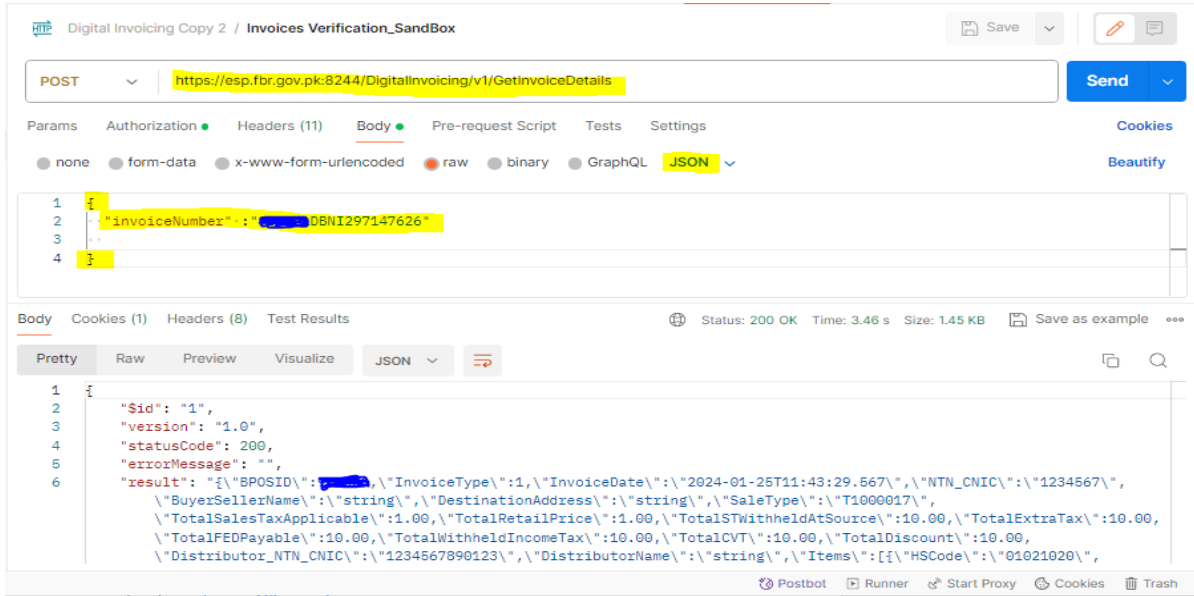 HTTP Digital Invoicing Copy 2 / Invoices Verification_SandBox Save
POST https://esp.fbr.gov.pk:8244/DigitalInvoicing/v1/GetInvoiceDetails Send
Params Authorization Headers (11) Body Pre-request Script Tests Settings Cookies
none form-data x-www-form-urlencoded raw binary GraphQL JSON Beautify
1 {
2 "invoiceNumber" :" DBNI297147626"
3
4 }
Body Cookies (1) Headers (8) Test Results Status: 200 OK Time: 3.46 s Size: 1.45 KB Save as example
Pretty Raw Preview Visualize JSON
1 {
2 "$id": "1",
3 "version": "1.0",
4 "statusCode": 200,
5 "errorMessage": "",
6 "result": "{\"BPOSID\": ,\"InvoiceType\":1,\"InvoiceDate\":\"2024-01-25T11:43:29.567\",\"NTN_CNIC\":\"1234567\",
\"BuyerSellerName\":\"string\",\"DestinationAddress\":\"string\",\"SaleType\":\"T1000017\",
\"TotalSalesTaxApplicable\":1.00,\"TotalRetailPrice\":1.00,\"TotalSTWithheldAtSource\":10.00,\"TotalExtraTax\":10.00,
\"TotalFEDPayable\":10.00,\"TotalWithheldIncomeTax\":10.00,\"TotalCVT\":10.00,\"TotalDiscount\":10.00,
\"Distributor_NTN_CNIC\":\"1234567890123\",\"DistributorName\":\"string\",\"Items\":[{\"HSCode\":\"01021020\",
Postbot Runner Start Proxy Cookies Trash